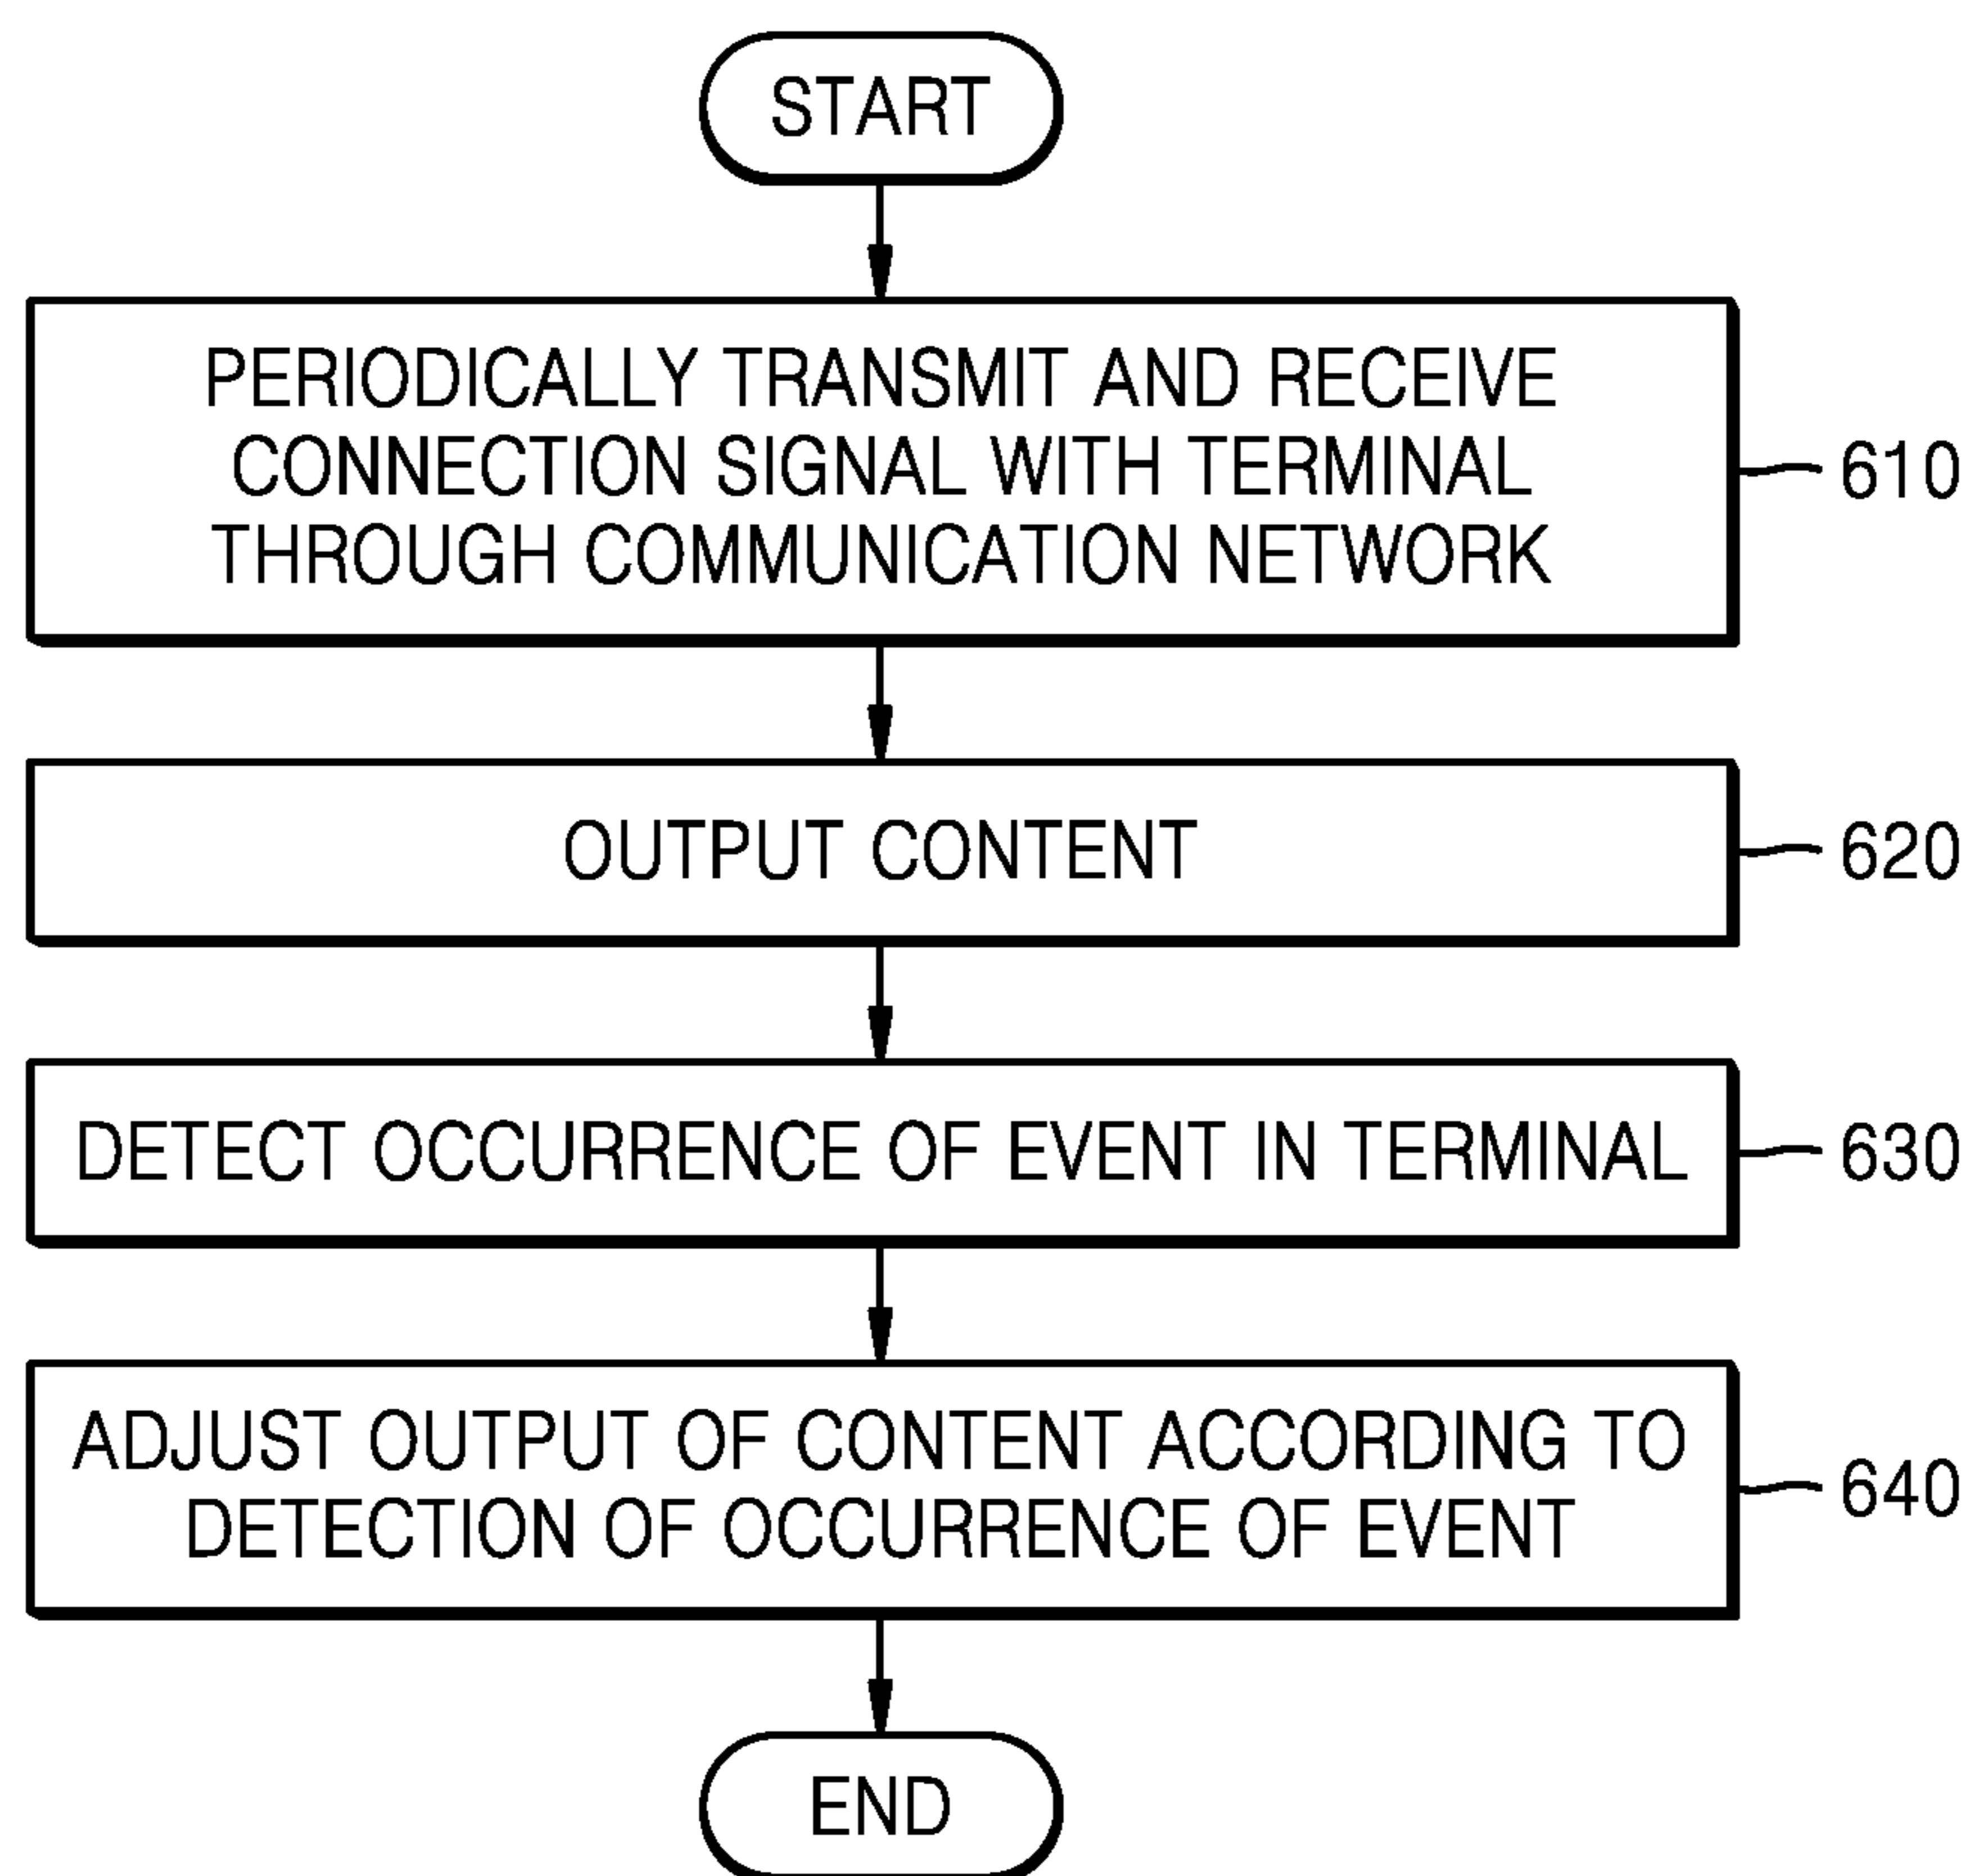 START
PERIODICALLY TRANSMIT AND RECEIVE
CONNECTION SIGNAL WITH TERMINAL
THROUGH COMMUNICATION NETWORK
610
OUTPUT CONTENT
620
DETECT OCCURRENCE OF EVENT IN TERMINAL
630
ADJUST OUTPUT OF CONTENT ACCORDING TO
DETECTION OF OCCURRENCE OF EVENT
640
END